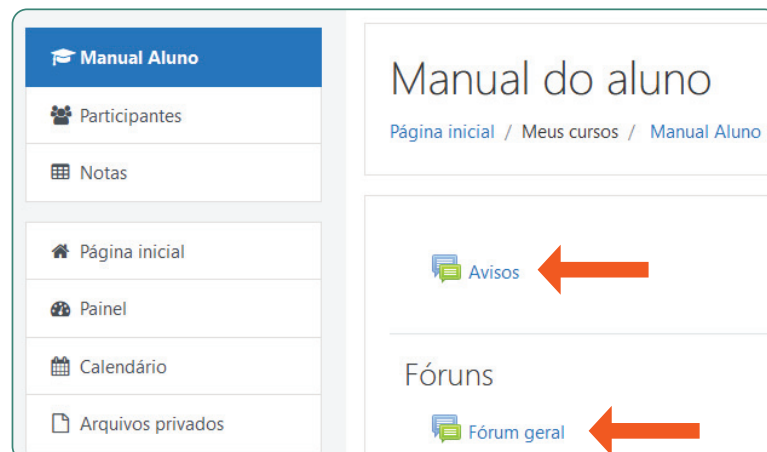 Manual Aluno
Participantes
Notas
Página inicial
Painel
Calendário
Arquivos privados
Manual do aluno
Página inicial / Meus cursos / Manual Aluno
Avisos
Fóruns
Fórum geral